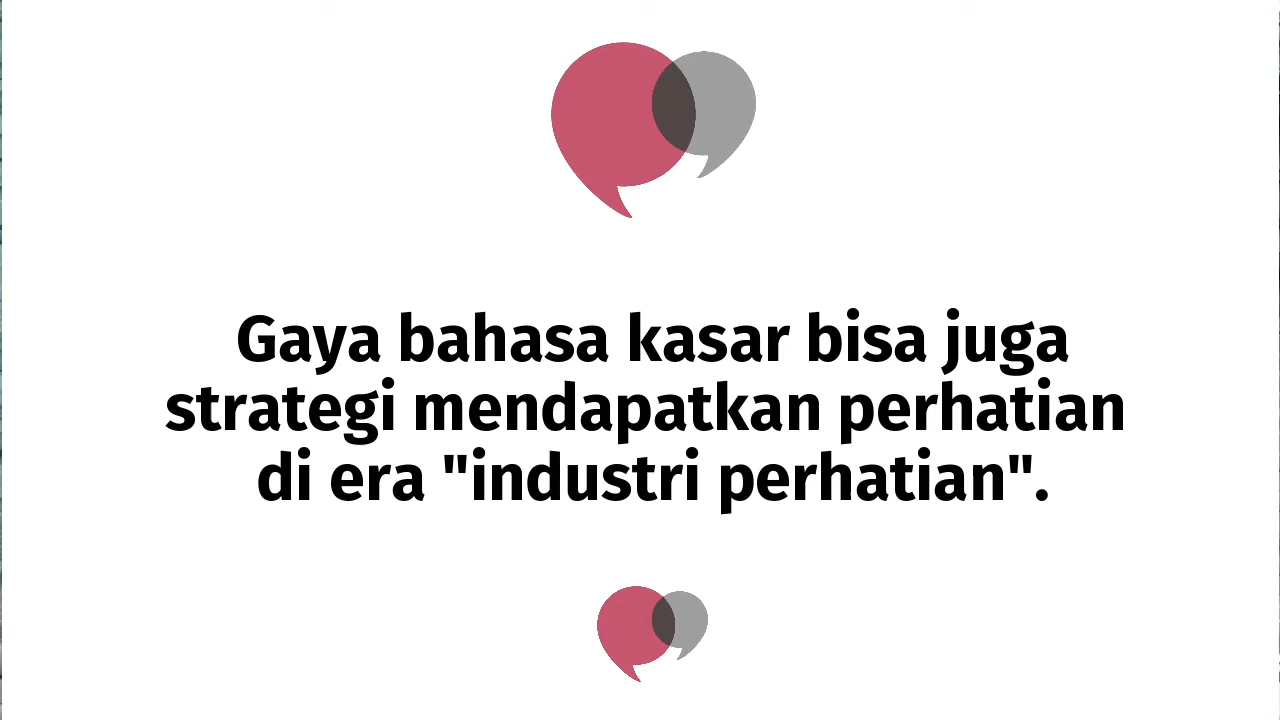 Gaya bahasa kasar bisa juga
strategi mendapatkan perhatian
di era "industri perhatian".